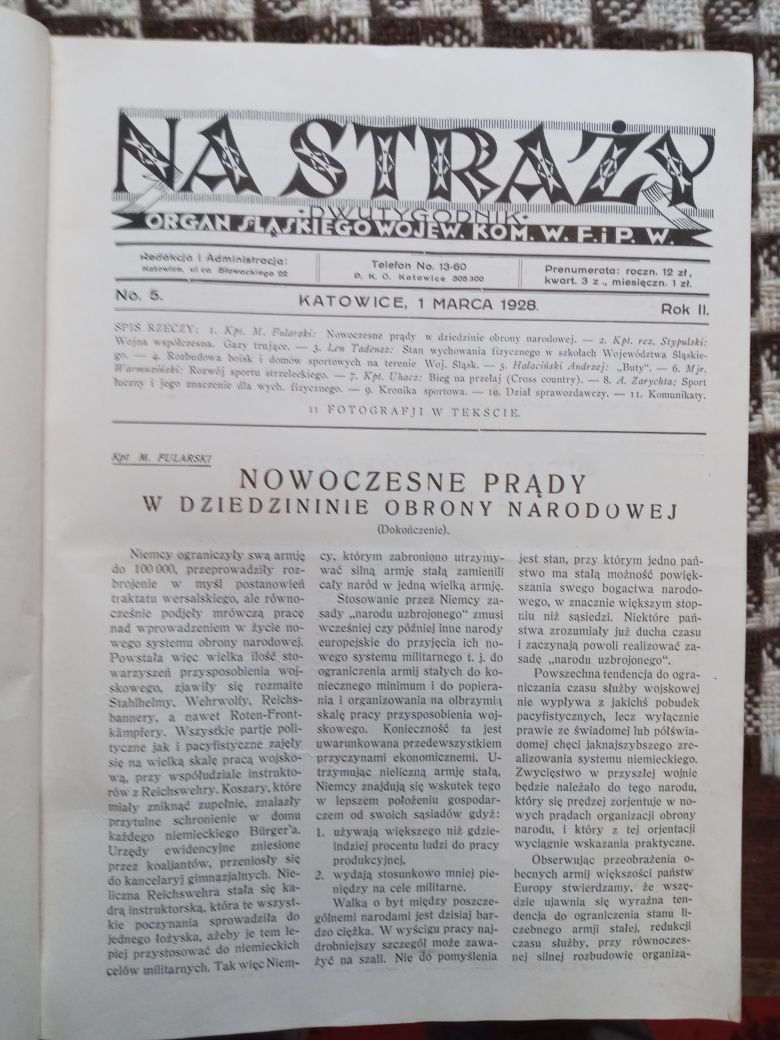 NA STRAŻY
DWUTYGODNIK
ORGAN ŚLĄSKIEGO WOJEW. KOM. W. F. i P. W.
Redakcja i Administracja:
Katowice, ulica Słowackiego 22
Telefon No. 13-60
P. K. O. Katowice 305 300
Prenumerata: roczn. 12 zł,
kwart. 3 z, miesięczn. 1 zł.
No. 5.
KATOWICE, 1 MARCA 1928.
Rok II.
SPIS RZECZY: 1. Kpt. M. Fularski: Nowoczesne prądy w dziedzinie obrony narodowej. — 2. Kpt. rez. Stypulski:
Wojna współczesna. Gazy trujące. — 3. Len Tadeusz: Stan wychowania fizycznego w szkołach Województwa Śląskie-
go. — 4. Rozbudowa boisk i domów sportowych na terenie Woj. Śląsk. — 5. Hałaciński Andrzej: „Buty". — 6. Mjr.
Warmuziński: Rozwój sportu strzeleckiego. — 7. Kpt. Uhacz: Bieg na przełaj (Cross country). — 8. A. Zarychta: Sport
łuczny i jego znaczenie dla wych. fizycznego. — 9. Kronika sportowa. — 10. Dział sprawozdawczy. — 11. Komunikaty.
11 FOTOGRAFJI W TEKSCIE.
Kpt M. FULARSKI
NOWOCZESNE PRĄDY
W DZIEDZININIE OBRONY NARODOWEJ
(Dokończenie).
Niemcy ograniczyły swą armję
do 100 000, przeprowadziły roz-
brojenie w myśl postanowień
traktatu wersalskiego, ale równo-
cześnie podjęły mrówczą pracę
nad wprowadzeniem w życie no-
wego systemu obrony narodowej.
Powstała więc wielka ilość sto-
warzyszeń przysposobienia woj-
skowego, zjawiły się rozmaite
Stahlhelmy, Wehrwolfy, Reichs-
bannery, a nawet Roten-Front-
kämpfery. Wszystkie partje poli-
tyczne jak i pacyfistyczne zajęły
się na wielką skalę pracą wojsko-
wą, przy współudziale instrukto-
rów z Reichswehry. Koszary, które
miały zniknąć zupełnie, znalazły
przytulne schronienie w domu
każdego niemieckiego Bürger'a.
Urzędy ewidencyjne zniesione
przez koaljantów, przeniosły się
do kancelaryj gimnazjalnych. Nie-
liczna Reichswehra stała się ka-
drą instruktorską, która te wszyst-
kie poczynania sprowadziła do
jednego łożyska, ażeby je tem le-
piej przystosować do niemieckich
celów militarnych. Tak więc Niem-
cy, którym zabroniono utrzymy-
wać silną armję stałą zamienili
cały naród w jedną wielką armję.
Stosowanie przez Niemcy za-
sady „narodu uzbrojonego" zmusi
wcześniej czy później inne narody
europejskie do przyjęcia ich no-
wego systemu militarnego t. j. do
ograniczenia armij stałych do ko-
niecznego minimum i do popiera-
nia i organizowania na olbrzymią
skalę pracy przysposobienia woj-
skowego. Konieczność ta jest
uwarunkowana przedewszystkiem
przyczynami ekonomicznemi. U-
trzymując nieliczną armję stałą,
Niemcy znajdują się wskutek tego
w lepszem położeniu gospodar-
czem od swoich sąsiadów gdyż:
1. używają większego niż gdzie-
indziej procentu ludzi do pracy
produkcyjnej,
2. wydają stosunkowo mniej pie-
niędzy na cele militarne.
Walka o byt między poszcze-
gólnemi narodami jest dzisiaj bar-
dzo ciężka. W wyścigu pracy naj-
drobniejszy szczegół może zawa-
żyć na szali. Nie do pomyślenia
jest stan, przy którym jedno pań-
stwo ma stałą możność powięk-
szania swego bogactwa narodo-
wego, w znacznie większym stop-
niu niż sąsiedzi. Niektóre pań-
stwa zrozumiały już ducha czasu
i zaczynają powoli realizować za-
sadę „narodu uzbrojonego".
Powszechna tendencja do ogra-
niczania czasu służby wojskowej
nie wypływa z jakichś pobudek
pacyfistycznych, lecz wyłącznie
prawie ze świadomej lub półświa-
domej chęci jaknajszybszego zre-
alizowania systemu niemieckiego.
Zwycięstwo w przyszłej wojnie
będzie należało do tego narodu,
który się prędzej zorjentuje w no-
wych prądach organizacji obrony
narodu, i który z tej orjentacji
wyciągnie wskazania praktyczne.
Obserwując przeobrażenia o-
becnych armij większości państw
Europy stwierdzamy, że wszę-
dzie ujawnia się wyraźna ten-
dencja do ograniczenia stanu li-
czebnego armji stałej, redukcji
czasu służby, przy równoczes-
nej silnej rozbudowie organiza-